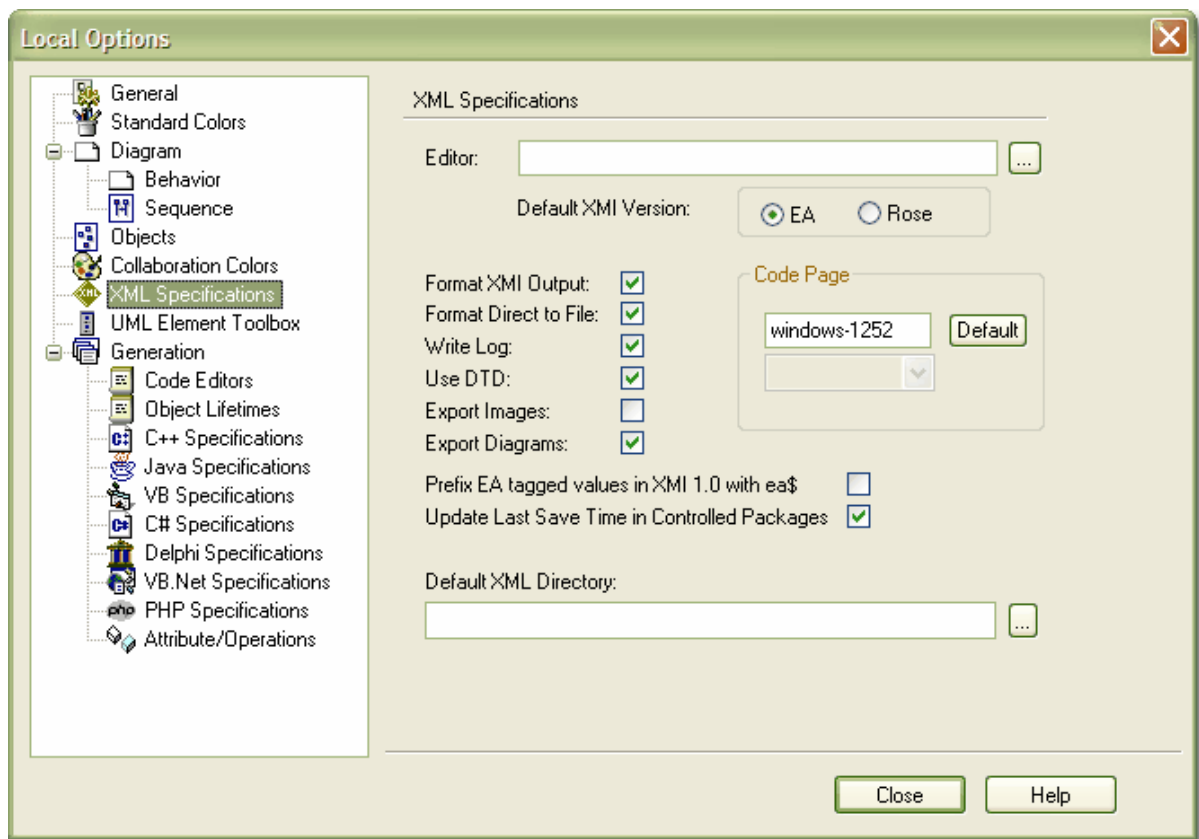 Local Options
General
Standard Colors
Diagram
Behavior
Sequence
Objects
Collaboration Colors
XML XML Specifications
UML Element Toolbox
Generation
Code Editors
Object Lifetimes
C++ Specifications
Java Specifications
VB Specifications
C# C# Specifications
Delphi Specifications
VB.Net Specifications
php PHP Specifications
Attribute/Operations
XML Specifications
Editor:
...
Default XMI Version:
EA
Rose
Format XMI Output:
Format Direct to File:
Write Log:
Use DTD:
Export Images:
Export Diagrams:
Code Page
windows-1252
Default
Prefix EA tagged values in XMI 1.0 with ea$
Update Last Save Time in Controlled Packages
Default XML Directory:
...
Close
Help